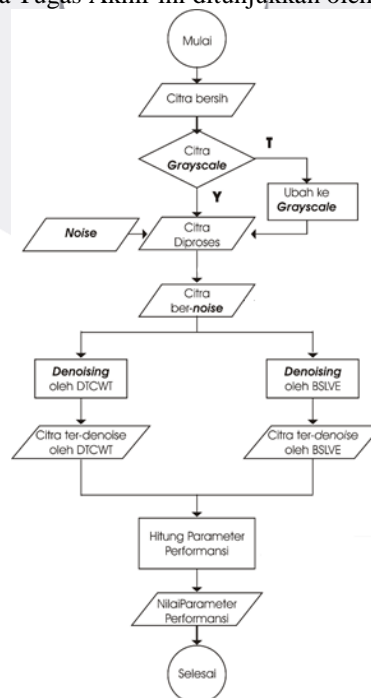 a Tugas Akhir ini ditunjukkan oleh
Mulai
Citra bersih
Citra
Grayscale
T
Y
Ubah ke
Grayscale
Noise
Citra
Diproses
Citra
ber-noise
Denoising
oleh DTCWT
Denoising
oleh BSLVE
Citra ter-denoise
oleh DTCWT
Citra ter-denoise
oleh BSLVE
Hitung Parameter
Performansi
NilaiParameter
Performansi
Selesai